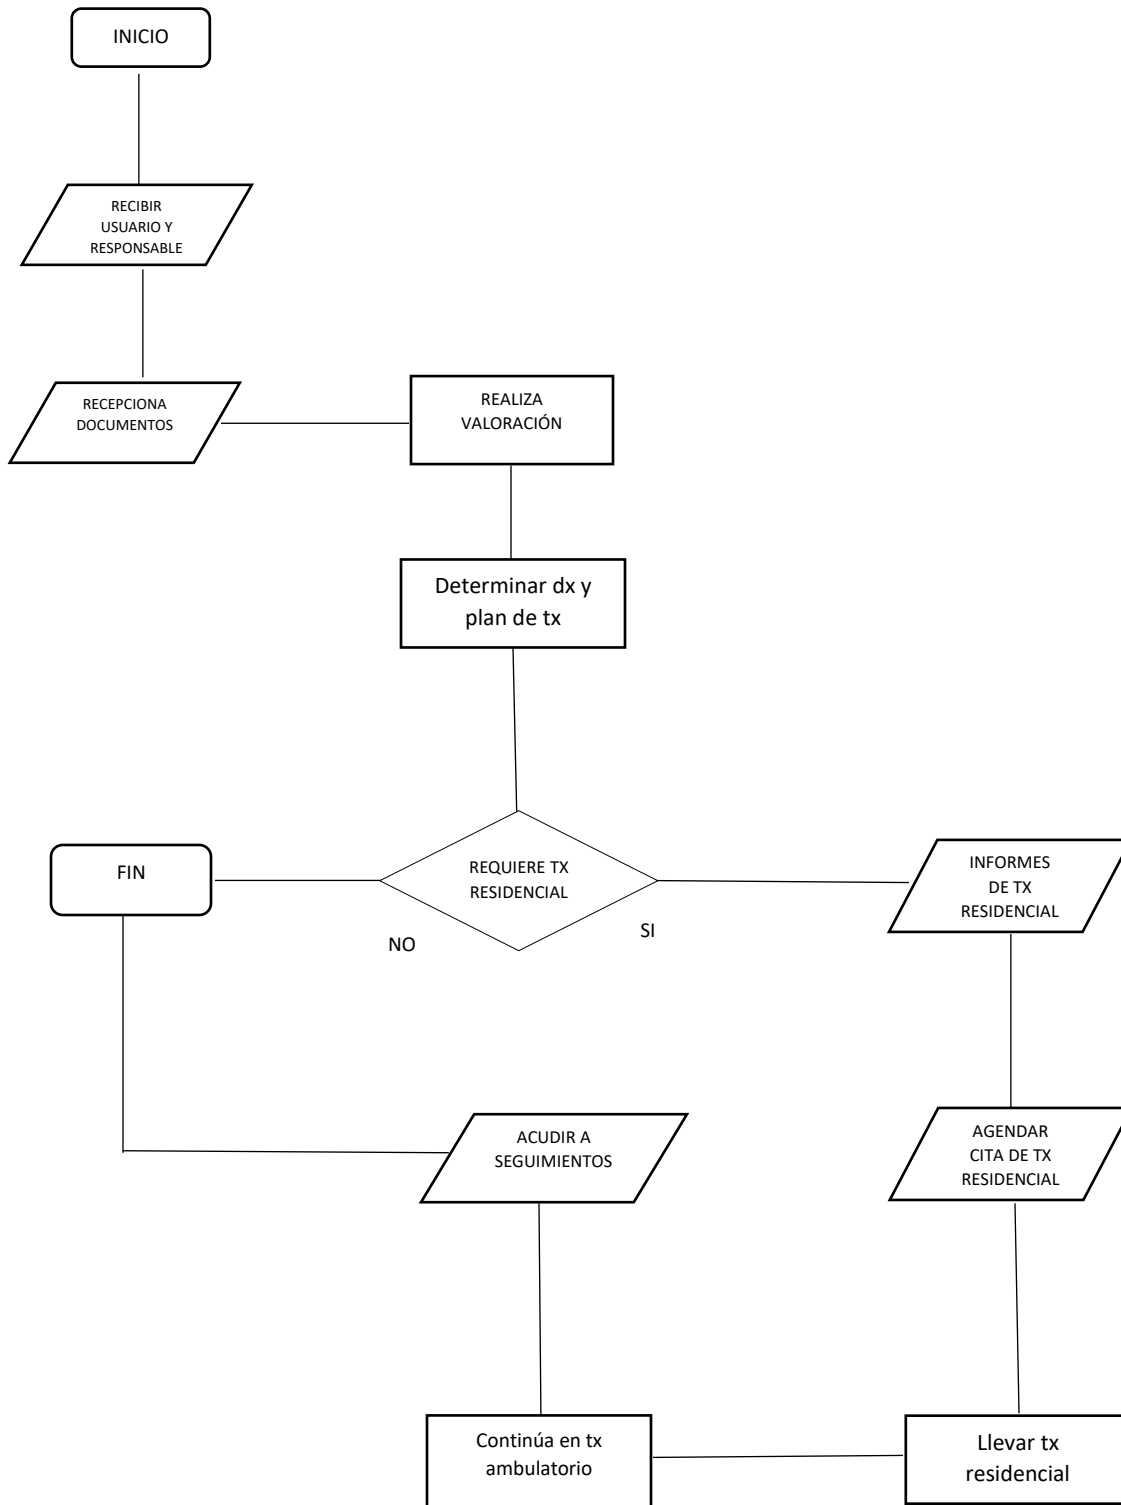 INICIO
RECIBIR
USUARIO Y
RESPONSABLE
RECEPCIONA
DOCUMENTOS
REALIZA
VALORACIÓN
Determinar dx y
plan de tx
REQUIERE TX
RESIDENCIAL
NO
SI
FIN
INFORMES
DE TX
RESIDENCIAL
AGENDAR
CITA DE TX
RESIDENCIAL
Llevar tx
residencial
Continúa en tx
ambulatorio
ACUDIR A
SEGUIMIENTOS